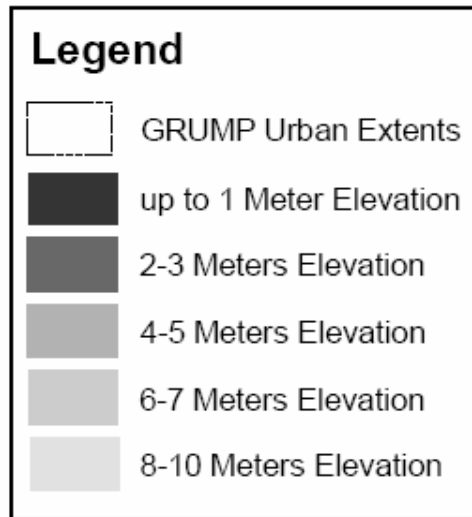 Legend
GRUMP Urban Extents
up to 1 Meter Elevation
2-3 Meters Elevation
4-5 Meters Elevation
6-7 Meters Elevation
8-10 Meters Elevation